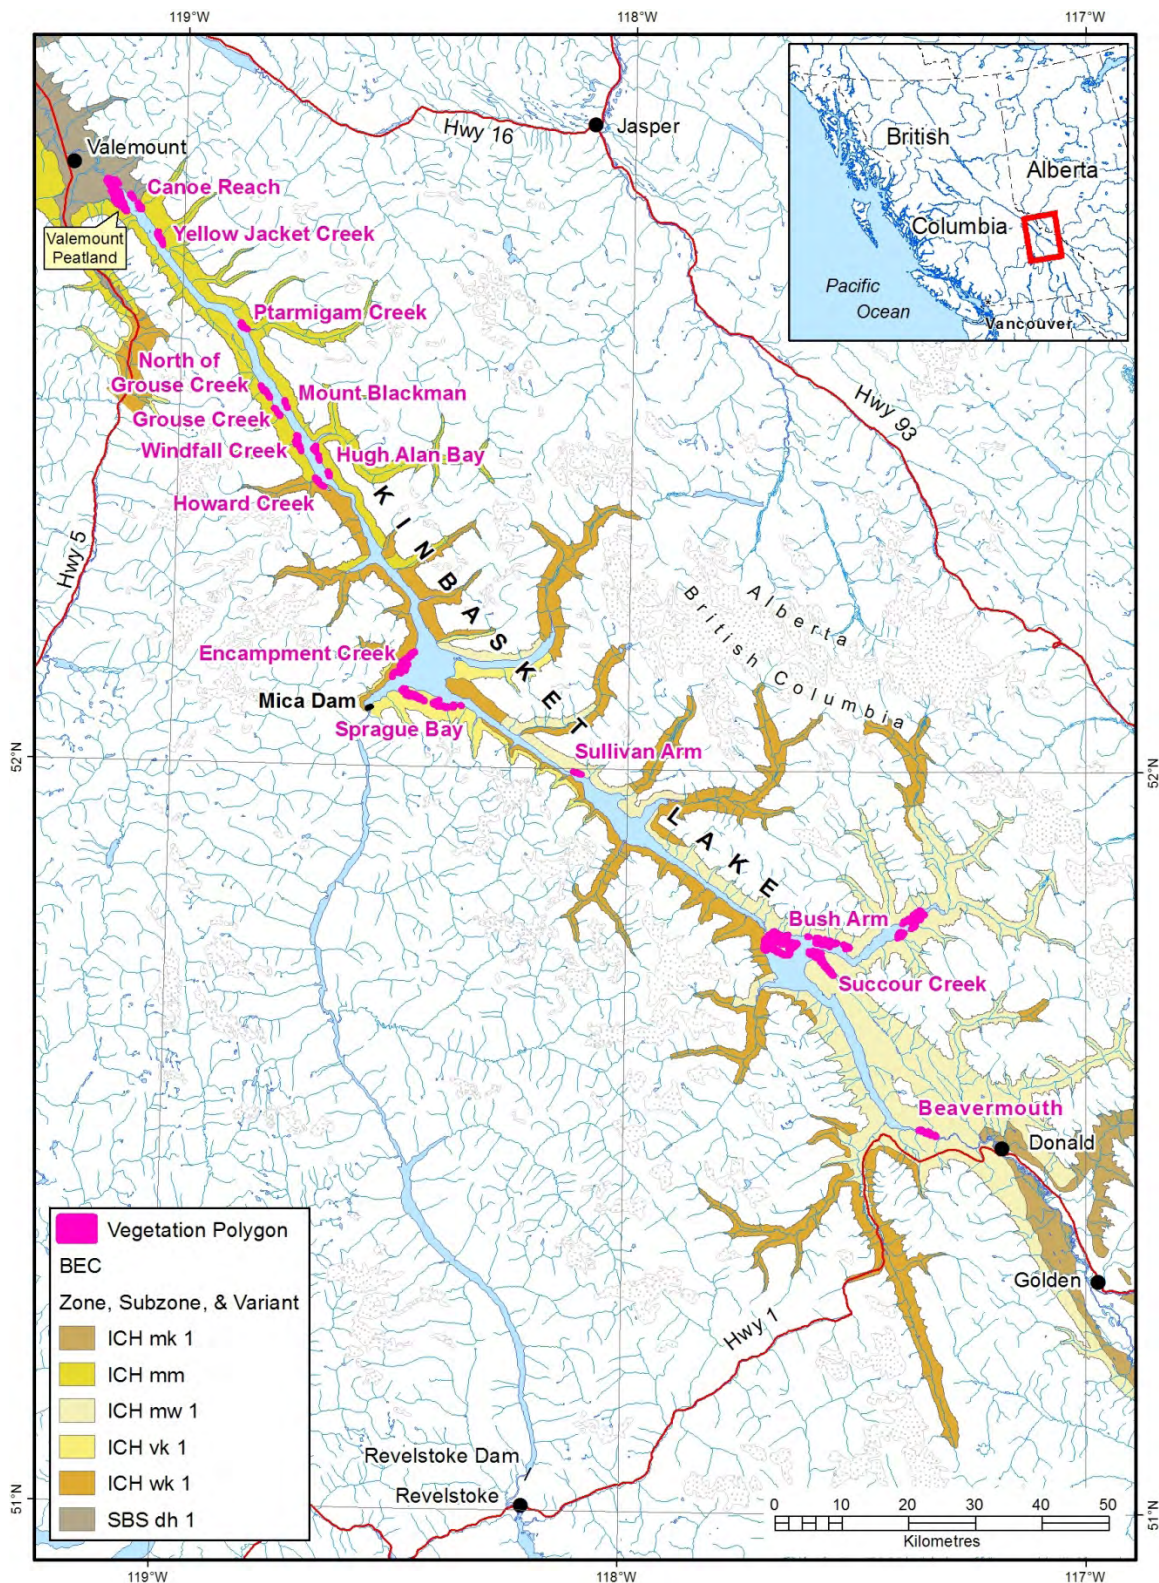 119°W
118°W
117°W
Hwy 16
Jasper
Valemount
Canoe Reach
Valemount
Peatland
Yellow Jacket Creek
British
Alberta
Columbia
Pacific
Ocean
Vancouver
Ptarmigam Creek
North of
Grouse Creek
Mount Blackman
Grouse Creek
Windfall Creek
Hugh Alan Bay
Howard Creek
Hwy 93
Hwy 5
KINBASKET
Alberta
British Columbia
Encampment Creek
Mica Dam
Sprague Bay
Sullivan Arm
52°N
52°N
LAKE
Bush Arm
Succour Creek
Beavermouth
Donald
Golden
Hwy 1
Vegetation Polygon
BEC
Zone, Subzone, & Variant
ICH mk 1
ICH mm
ICH mw 1
ICH vk 1
ICH wk 1
SBS dh 1
Revelstoke Dam
Revelstoke
51°N
51°N
0 10 20 30 40 50
Kilometres
119°W
118°W
117°W